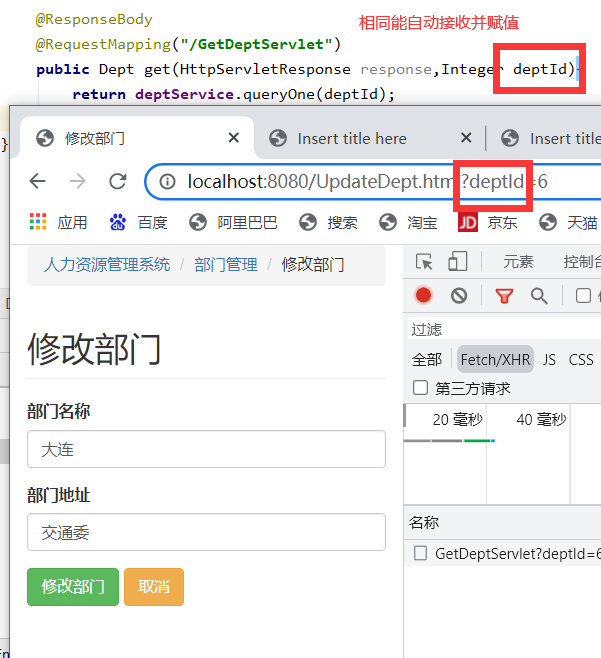 @ResponseBody
相同能自动接收并赋值
@RequestMapping("/GetDeptServlet")
public Dept get(HttpServletResponse response,Integer deptId){
return deptService.queryOne(deptId);
}
修改部门
Insert title here
Insert title
localhost:8080/UpdateDept.html?deptId=6
应用
百度
阿里巴巴
搜索
淘宝
JD 京东
天猫
人力资源管理系统 / 部门管理 / 修改部门
元素
控制台
过滤
修改部门
全部
Fetch/XHR
JS
CSS
第三方请求
部门名称
20 毫秒
40 毫秒
大连
部门地址
名称
交通委
GetDeptServlet?deptId=6
修改部门
取消